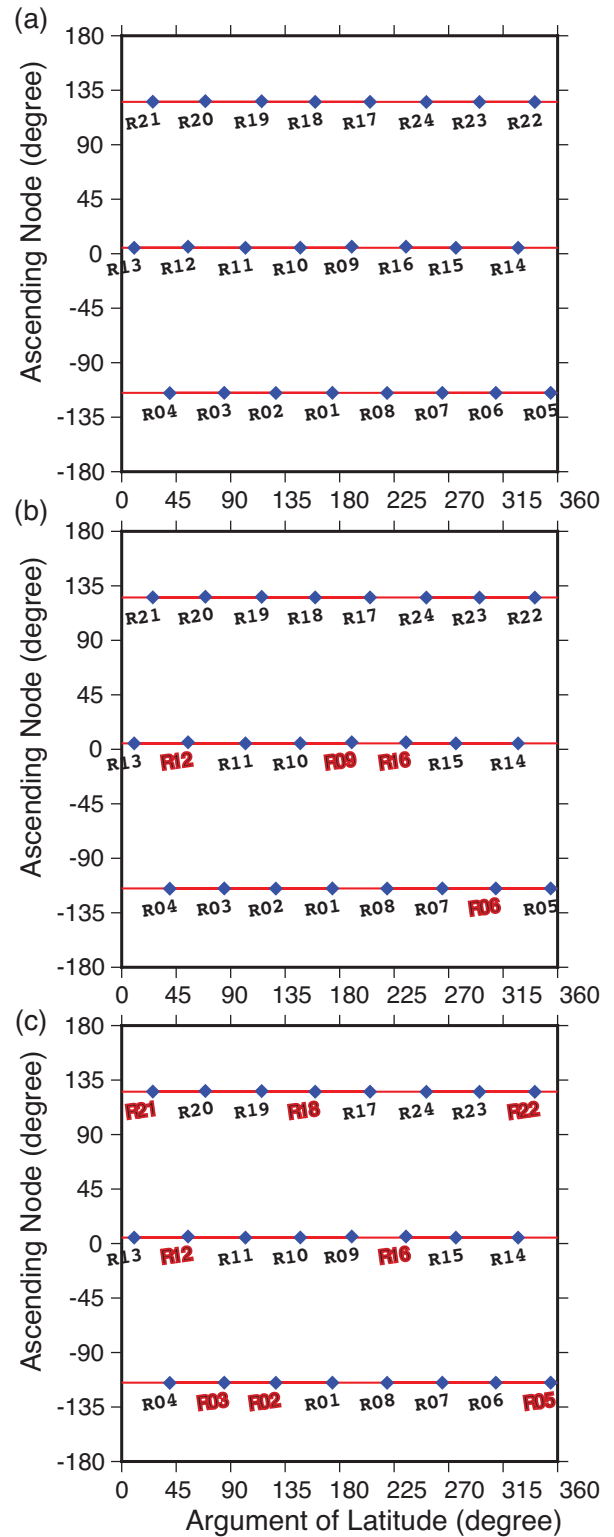 (a)
180
135
90
45
0
-45
-90
-135
-180
Ascending Node (degree)
R21 R20 R19 R18 R17 R24 R23 R22
R13 R12 R11 R10 R09 R16 R15 R14
R04 R03 R02 R01 R08 R07 R06 R05
0 45 90 135 180 225 270 315 360
(b)
180
135
90
45
0
-45
-90
-135
-180
Ascending Node (degree)
R21 R20 R19 R18 R17 R24 R23 R22
R13 R12 R11 R10 R09 R16 R15 R14
R04 R03 R02 R01 R08 R07 R06 R05
0 45 90 135 180 225 270 315 360
(c)
180
135
90
45
0
-45
-90
-135
-180
Ascending Node (degree)
R21 R20 R19 R18 R17 R24 R23 R22
R13 R12 R11 R10 R09 R16 R15 R14
R04 R03 R02 R01 R08 R07 R06 R05
0 45 90 135 180 225 270 315 360
Argument of Latitude (degree)